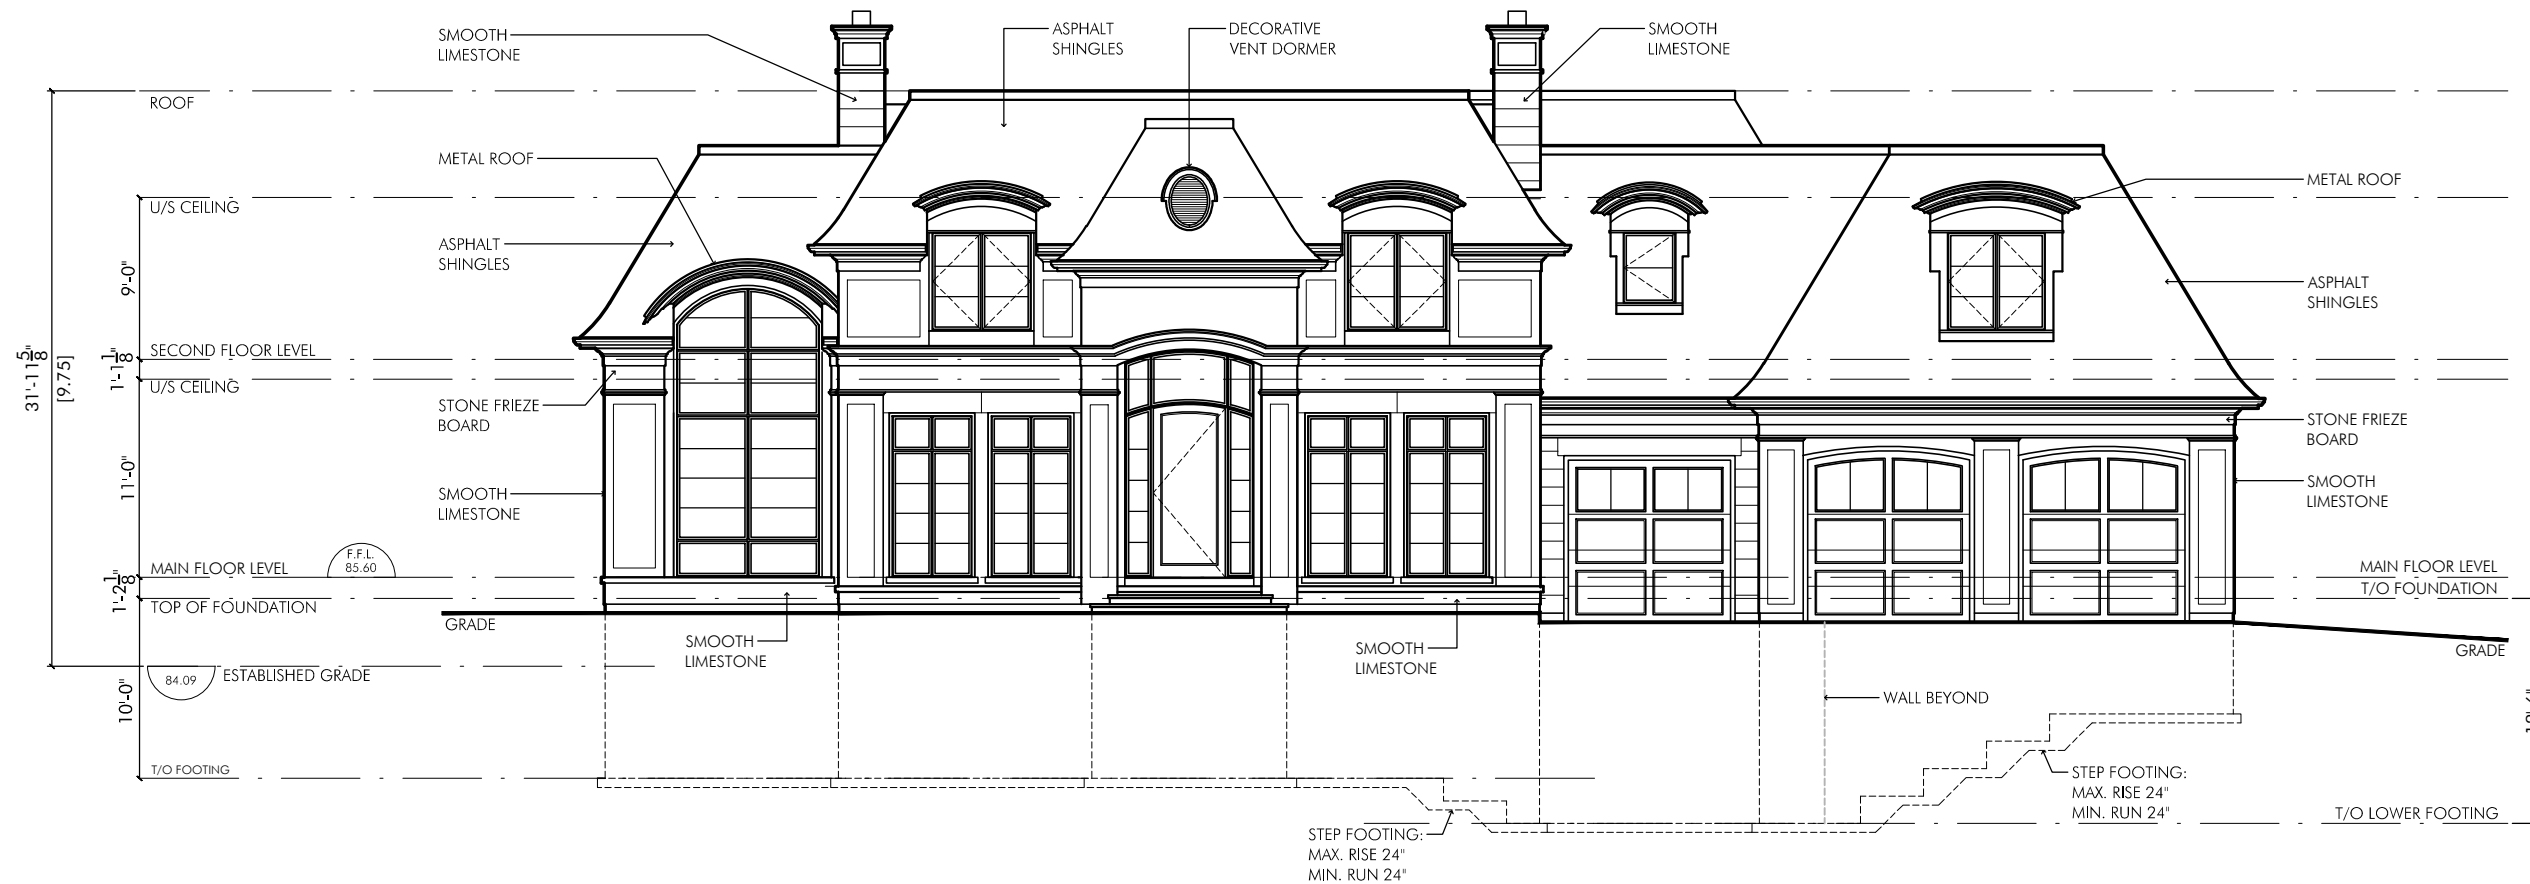 SMOOTH
LIMESTONE
ASPHALT
SHINGLES
DECORATIVE
VENT DORMER
SMOOTH
LIMESTONE
ROOF
METAL ROOF
METAL ROOF
U/S CEILING
ASPHALT
SHINGLES
9'-0"
ASPHALT
SHINGLES
31'-11 5/8"
[9.75]
SECOND FLOOR LEVEL
1'-1 1/8"
U/S CEILING
STONE FRIEZE
BOARD
STONE FRIEZE
BOARD
11'-0"
SMOOTH
LIMESTONE
SMOOTH
LIMESTONE
F.F.L.
85.60
MAIN FLOOR LEVEL
MAIN FLOOR LEVEL
1'-2 1/8"
T/O FOUNDATION
TOP OF FOUNDATION
GRADE
SMOOTH
LIMESTONE
SMOOTH
LIMESTONE
GRADE
84.09
ESTABLISHED GRADE
10'-0"
WALL BEYOND
T/O FOOTING
STEP FOOTING:
MAX. RISE 24"
MIN. RUN 24"
T/O LOWER FOOTING
STEP FOOTING:
MAX. RISE 24"
MIN. RUN 24"